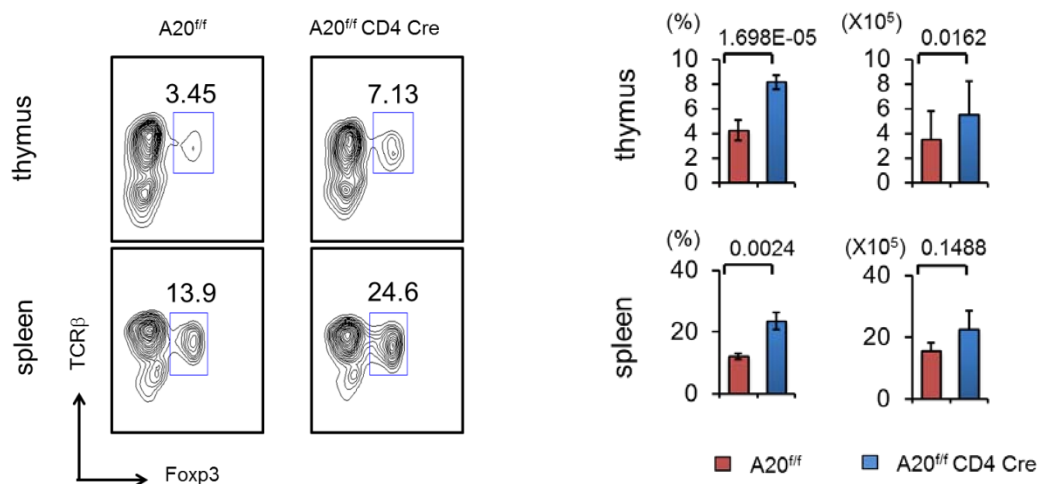 A20f/f
A20f/f CD4 Cre
thymus
3.45
7.13
spleen
13.9
24.6
TCRβ
Foxp3
(%)
1.698E-05
10
8
6
4
2
0
thymus
(X10⁵)
0.0162
10
8
6
4
2
0
(%)
0.0024
40
20
0
spleen
(X10⁵)
0.1488
40
20
0
A20f/f
A20f/f CD4 Cre